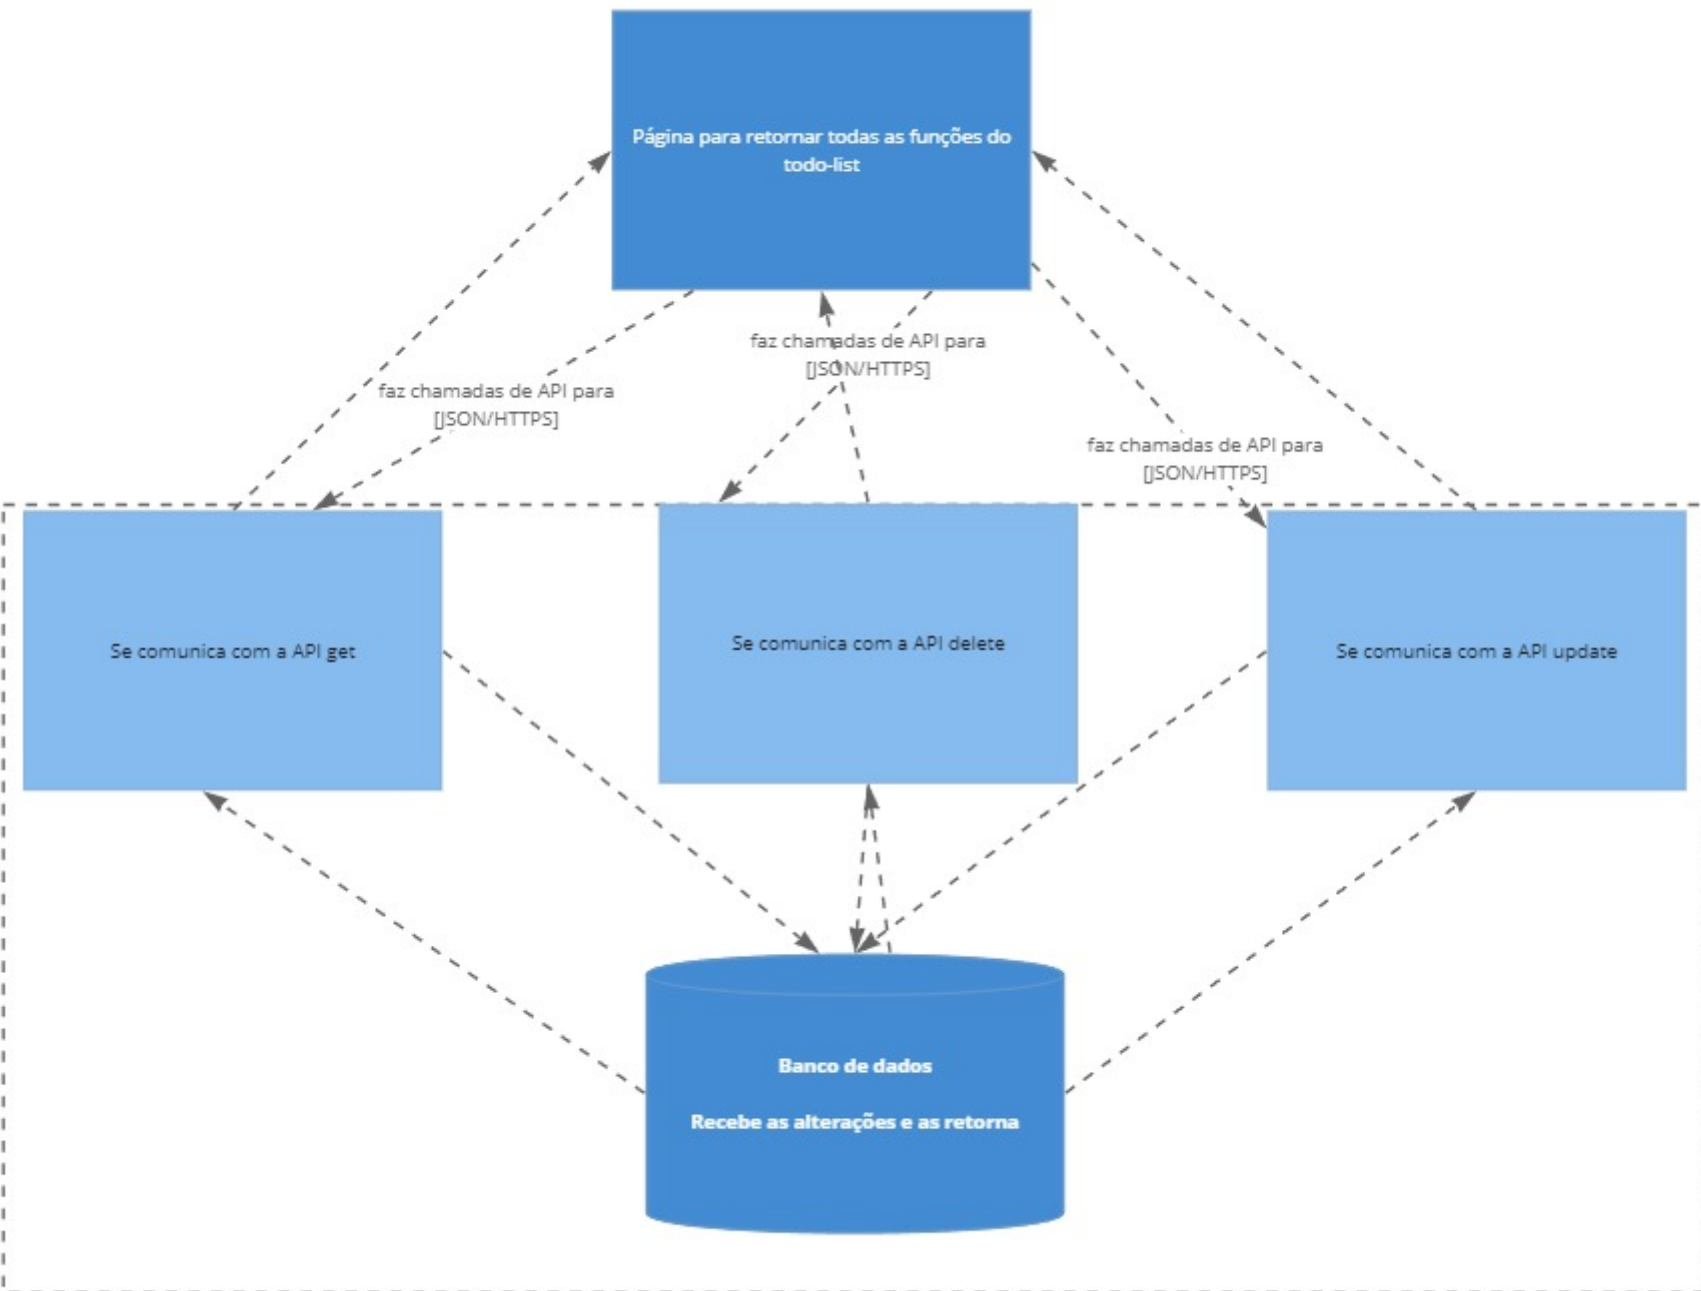 Página para retornar todas as funções do
todo-list
faz chamadas de API para
[JSON/HTTPS]
faz chamadas de API para
[JSON/HTTPS]
faz chamadas de API para
[JSON/HTTPS]
Se comunica com a API get
Se comunica com a API delete
Se comunica com a API update
Banco de dados
Recebe as alterações e as retorna